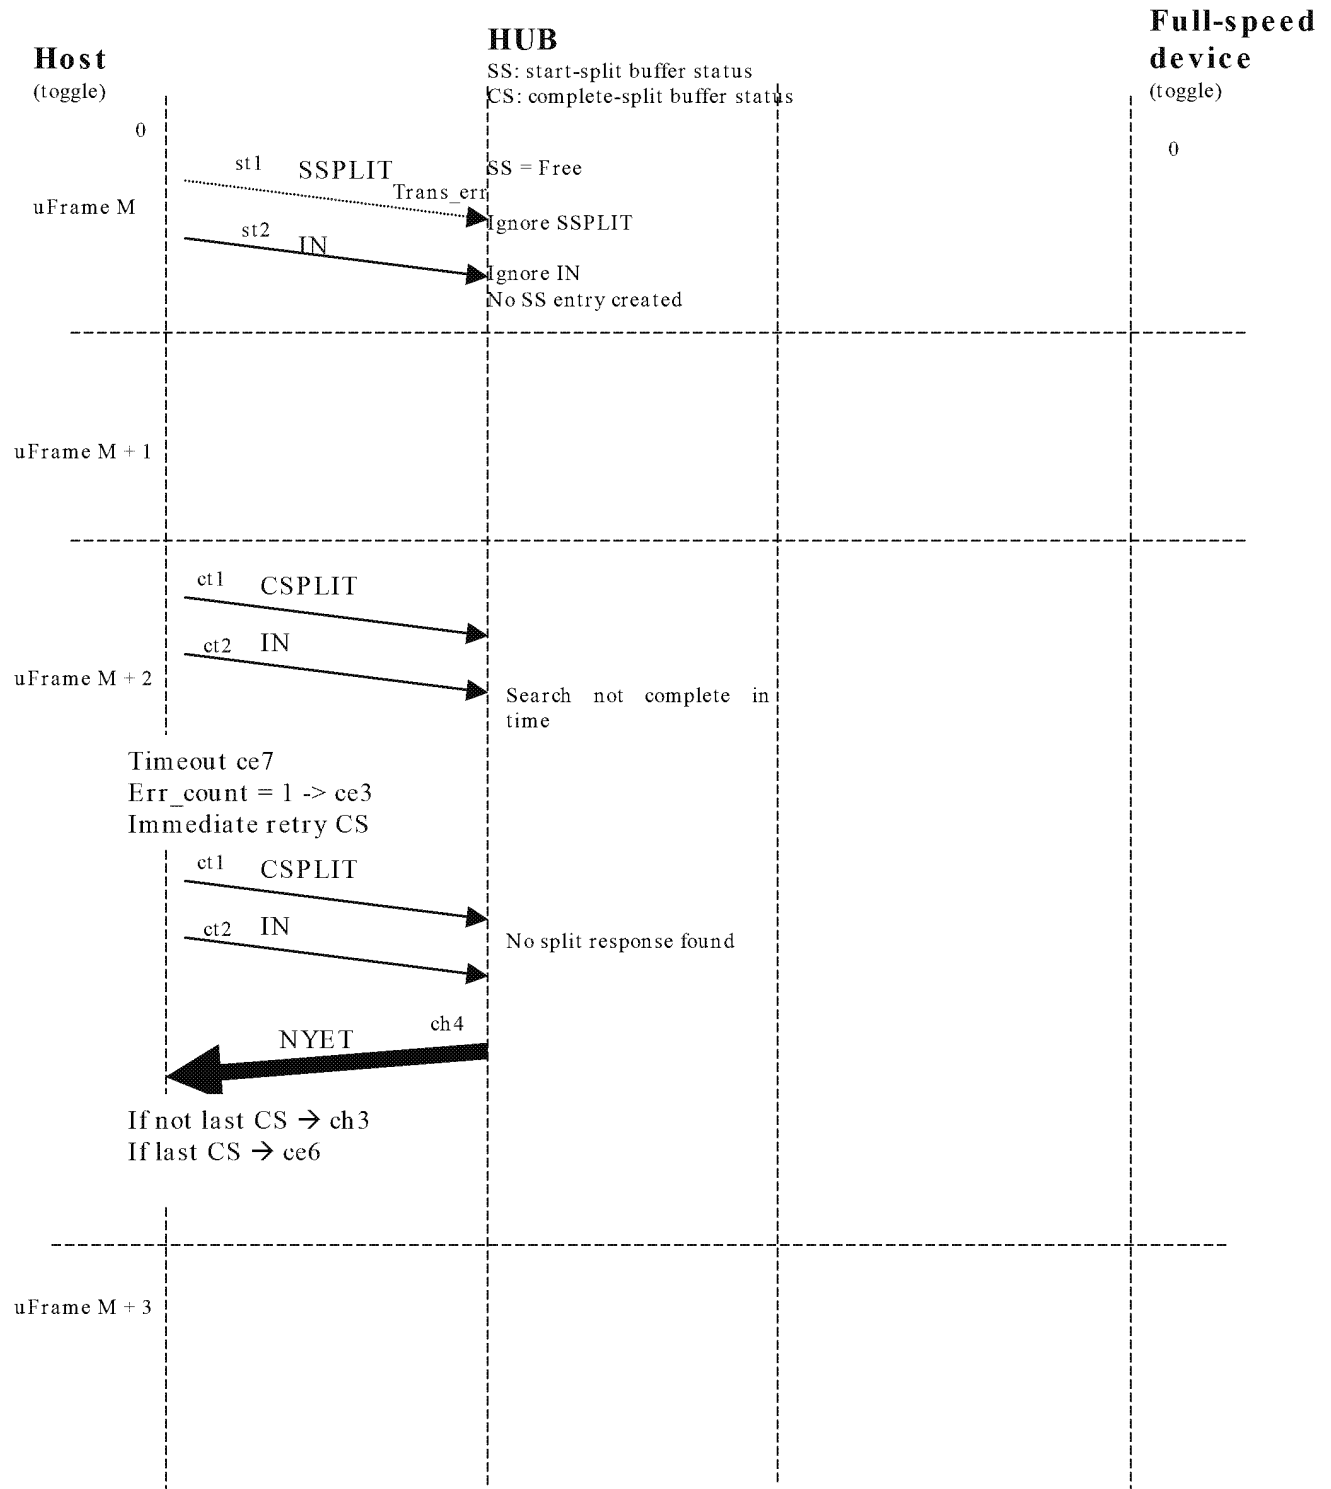 Host
(toggle)
HUB
SS: start-split buffer status
CS: complete-split buffer status
Full-speed
device
(toggle)
0
0
uFrame M
st1
SSPLIT
Trans_err
SS = Free
Ignore SSPLIT
st2
IN
Ignore IN
No SS entry created
uFrame M + 1
uFrame M + 2
ct1
CSPLIT
ct2
IN
Search not complete in
time
Timeout ce7
Err_count = 1 -> ce3
Immediate retry CS
ct1
CSPLIT
ct2
IN
No split response found
NYET
ch4
If not last CS → ch3
If last CS → ce6
uFrame M + 3